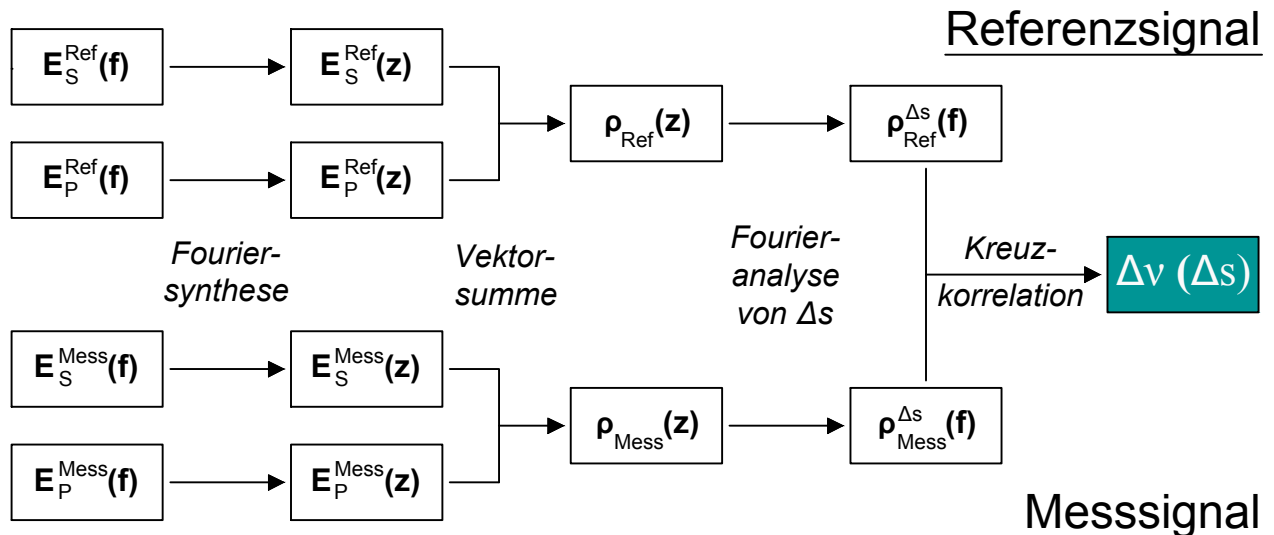 Referenzsignal
E_S^Ref(f)
E_S^Ref(z)
E_P^Ref(f)
E_P^Ref(z)
ρ_Ref(z)
ρ_Ref^Δs(f)
Fourier-
synthese
Vektor-
summe
Fourier-
analyse
von Δs
Kreuz-
korrelation
Δν (Δs)
E_S^Mess(f)
E_S^Mess(z)
E_P^Mess(f)
E_P^Mess(z)
ρ_Mess(z)
ρ_Mess^Δs(f)
Messsignal